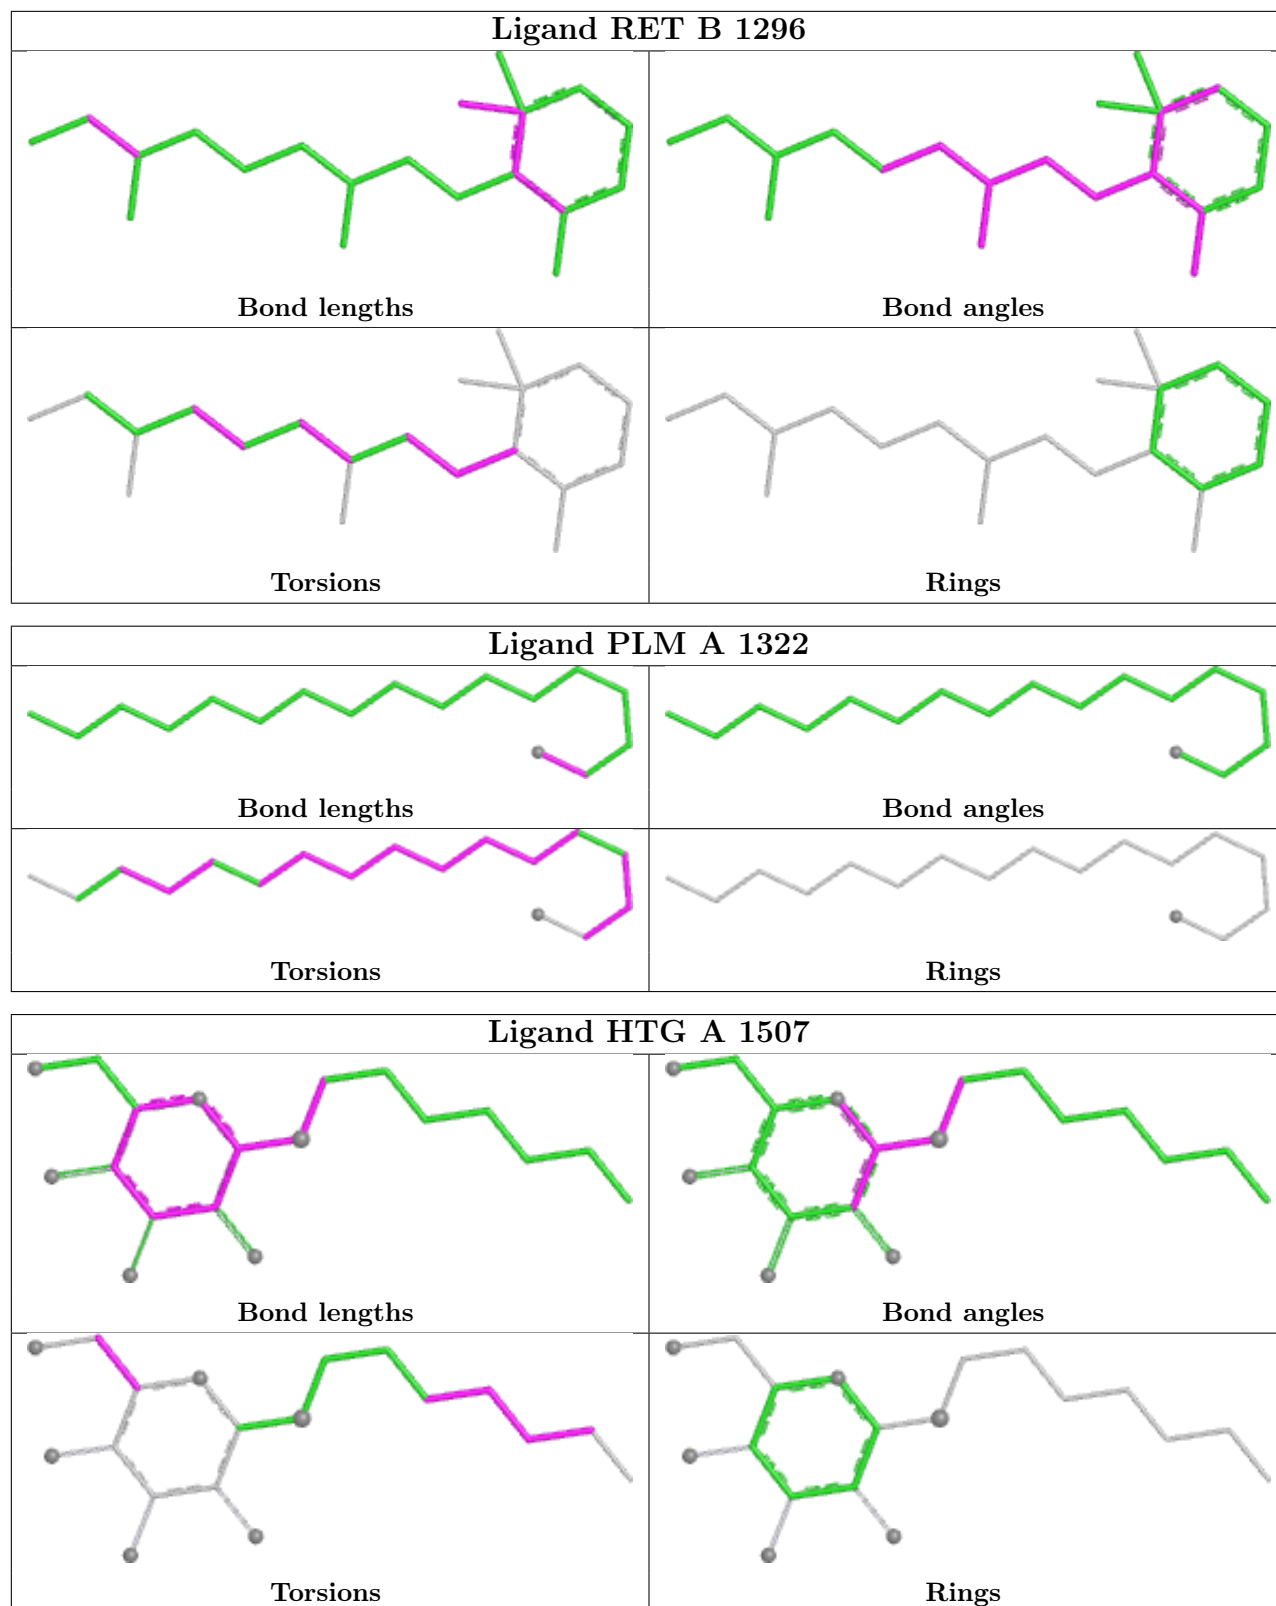 Ligand RET B 1296
Bond lengths
Bond angles
Torsions
Rings
Ligand PLM A 1322
Bond lengths
Bond angles
Torsions
Rings
Ligand HTG A 1507
Bond lengths
Bond angles
Torsions
Rings